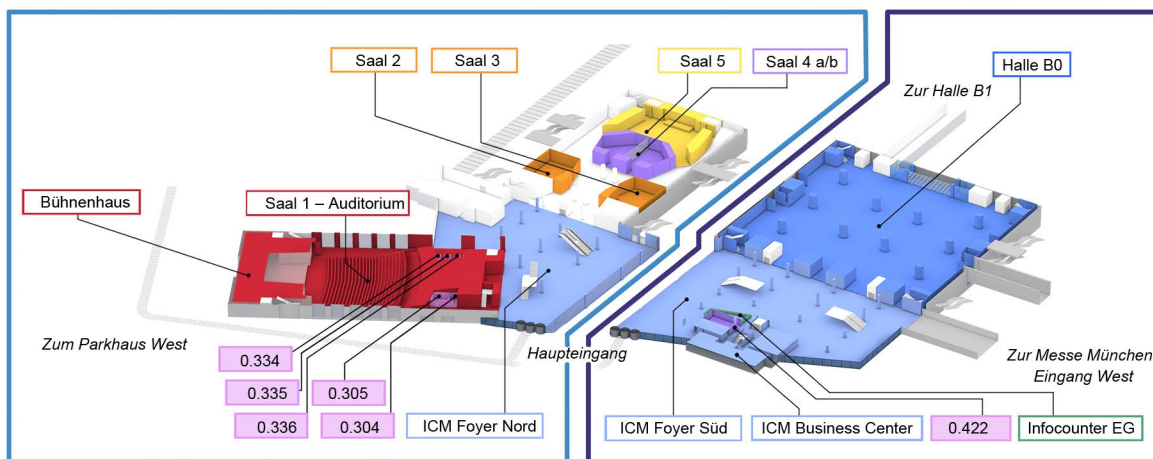 Saal 2
Saal 3
Saal 5
Saal 4 a/b
Halle B0
Zur Halle B1
Bühnenhaus
Saal 1 – Auditorium
Zum Parkhaus West
Haupteingang
0.334
0.335
0.305
0.336
0.304
ICM Foyer Nord
Zur Messe München
Eingang West
ICM Foyer Süd
ICM Business Center
0.422
Infocounter EG